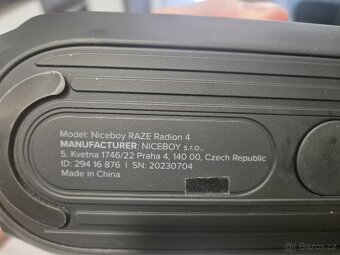 Model: Niceboy RAZE Radion 4
MANUFACTURER: NICEBOY s.r.o.,
5. Kvetna 1746/22 Praha 4, 140 00, Czech Republic
ID: 294 16 876 | SN: 20230704
Made in China
bazos.cz